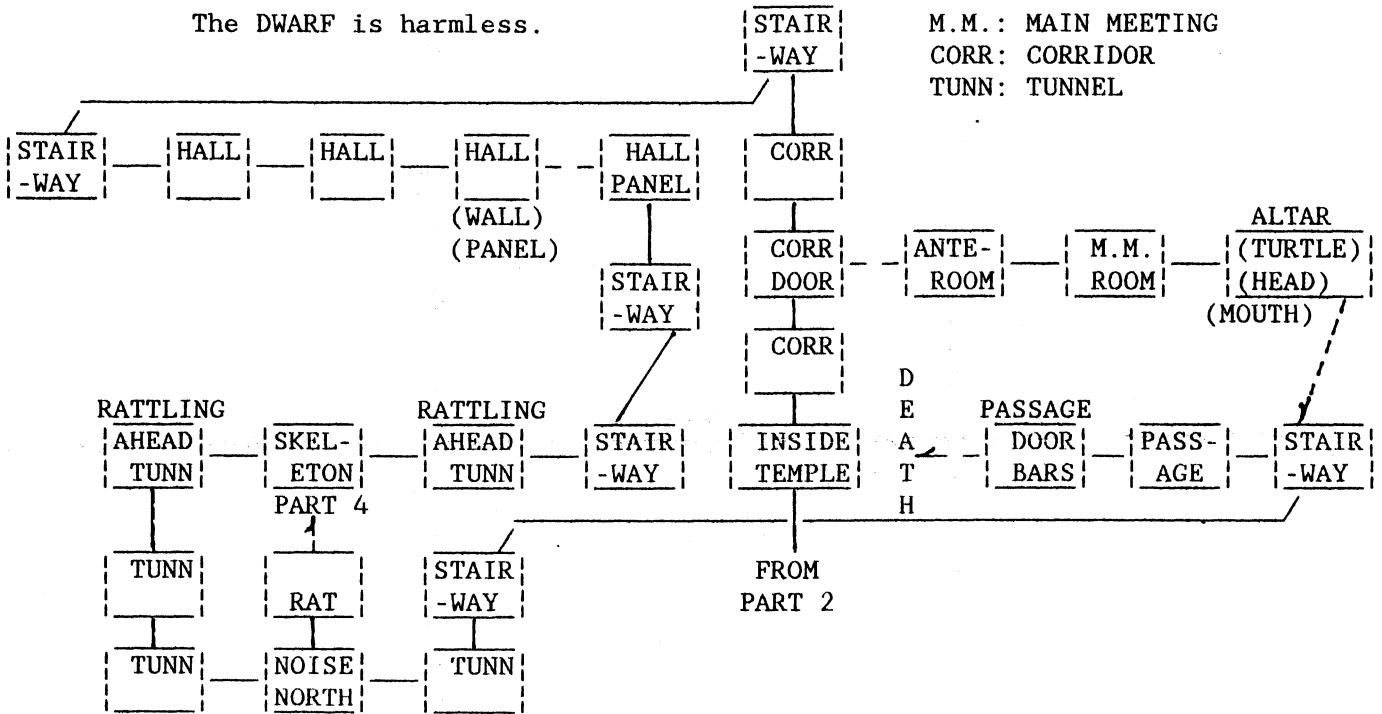 The DWARF is harmless.
STAIR
-WAY
M.M.: MAIN MEETING
CORR: CORRIDOR
TUNN: TUNNEL
STAIR
-WAY
HALL
HALL
HALL
(WALL)
(PANEL)
HALL
PANEL
CORR
STAIR
-WAY
CORR
DOOR
ANTE-
ROOM
M.M.
ROOM
ALTAR
(TURTLE)
(HEAD)
(MOUTH)
CORR
RATTLING
AHEAD
TUNN
SKEL-
ETON
PART 4
RATTLING
AHEAD
TUNN
STAIR
-WAY
INSIDE
TEMPLE
D
E
A
T
H
PASSAGE
DOOR
BARS
PASS-
AGE
STAIR
-WAY
TUNN
RAT
STAIR
-WAY
FROM
PART 2
TUNN
NOISE
NORTH
TUNN